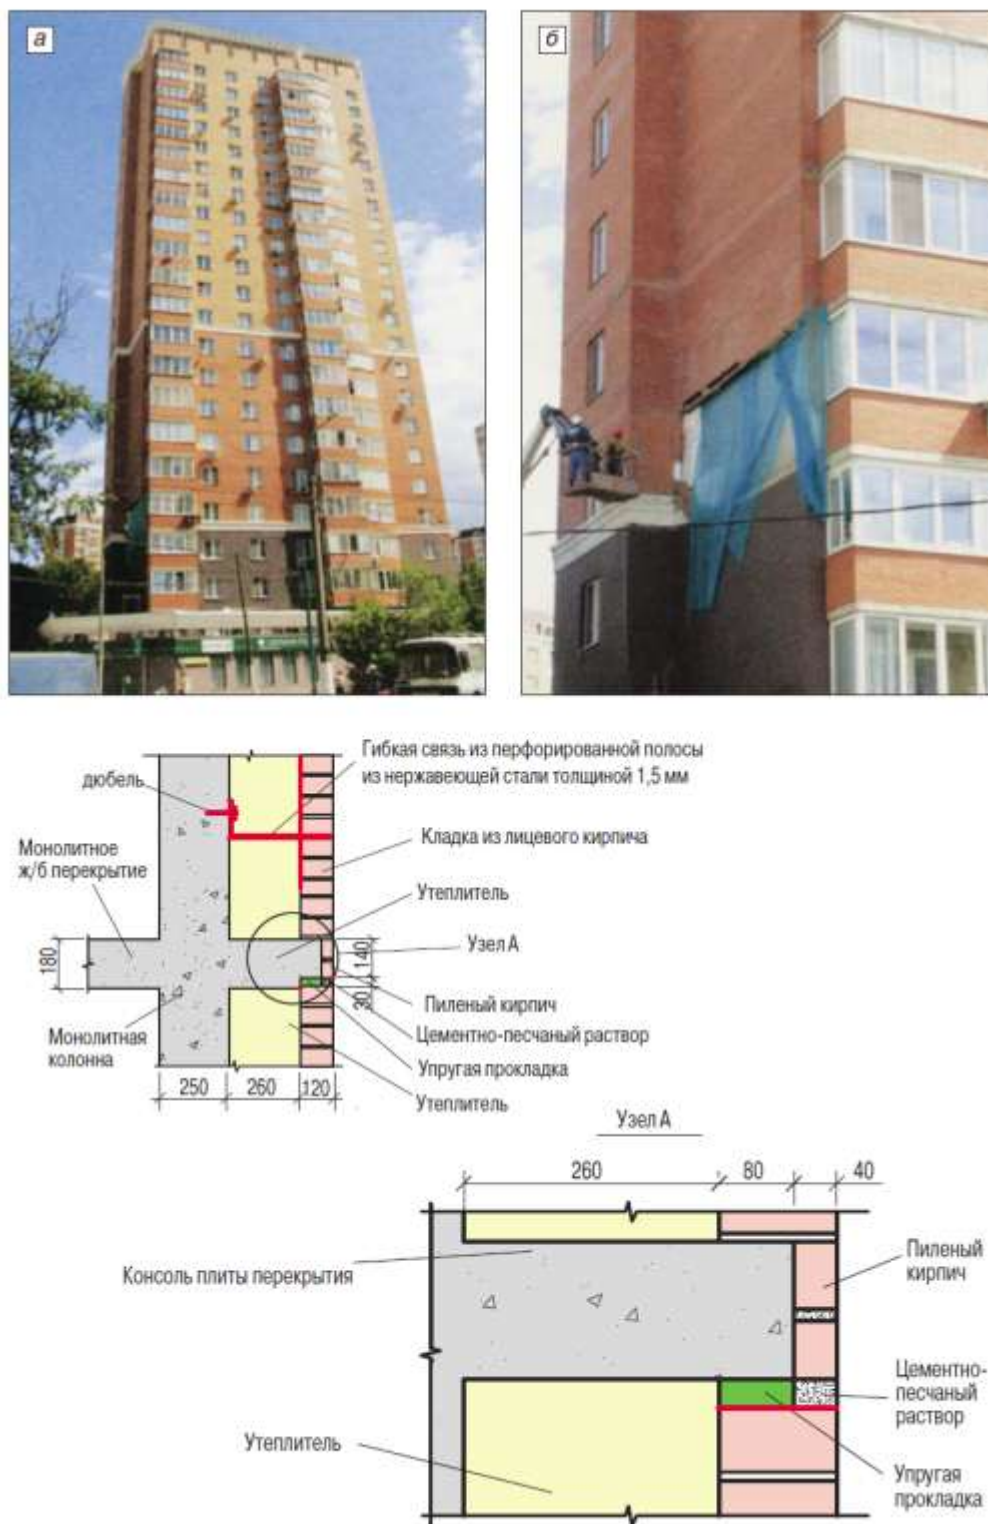 а
б
Гибкая связь из перфорированной полосы
из нержавеющей стали толщиной 1,5 мм
дюбель
Кладка из лицевого кирпича
Монолитное
ж/б перекрытие
Утеплитель
Узел А
180
140
30
Пиленый кирпич
Цементно-песчаный раствор
Монолитная
колонна
Упругая прокладка
250
260
120
Утеплитель
Узел А
260
80
40
Пиленый
кирпич
Консоль плиты перекрытия
Цементно-
песчаный
раствор
Утеплитель
Упругая
прокладка